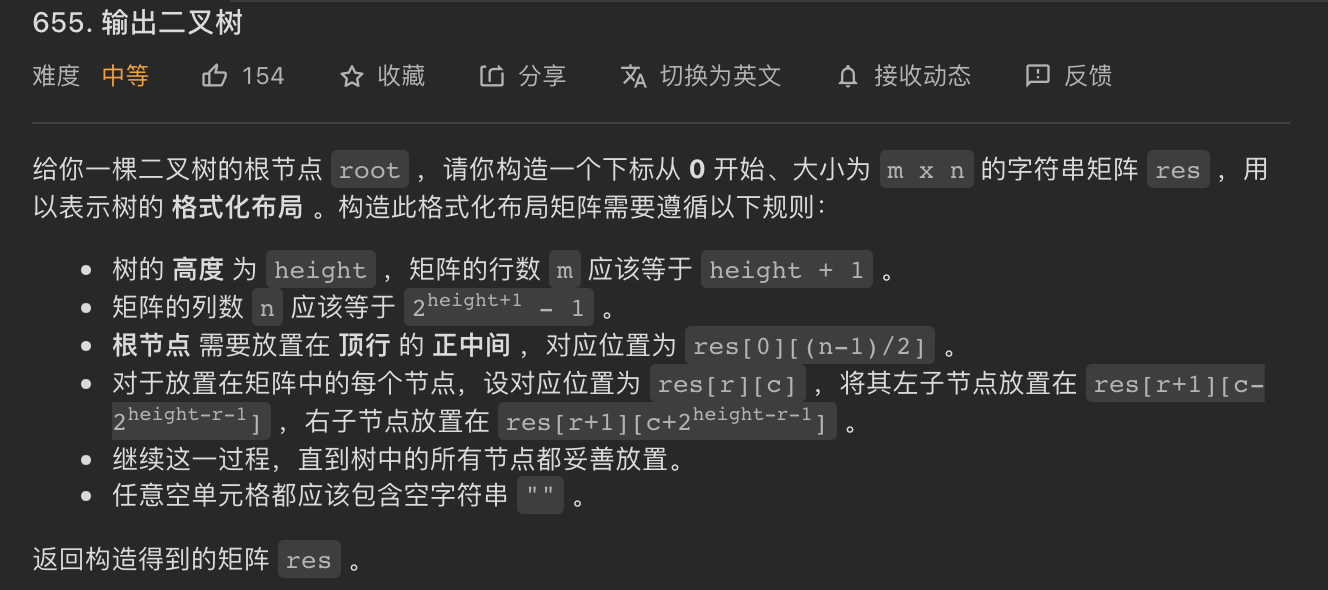 655. 输出二叉树
难度 中等 154 收藏 分享 切换为英文 接收动态 反馈
给你一棵二叉树的根节点 root ，请你构造一个下标从 0 开始、大小为 m x n 的字符串矩阵 res ，用
以表示树的 格式化布局 。构造此格式化布局矩阵需要遵循以下规则：
• 树的 高度 为 height ，矩阵的行数 m 应该等于 height + 1 。
• 矩阵的列数 n 应该等于 2^height+1 - 1 。
• 根节点 需要放置在 顶行 的 正中间 ，对应位置为 res[0][(n-1)/2] 。
• 对于放置在矩阵中的每个节点，设对应位置为 res[r][c] ，将其左子节点放置在 res[r+1][c-
2^height-r-1] ，右子节点放置在 res[r+1][c+2^height-r-1] 。
• 继续这一过程，直到树中的所有节点都妥善放置。
• 任意空单元格都应该包含空字符串 "" 。
返回构造得到的矩阵 res 。